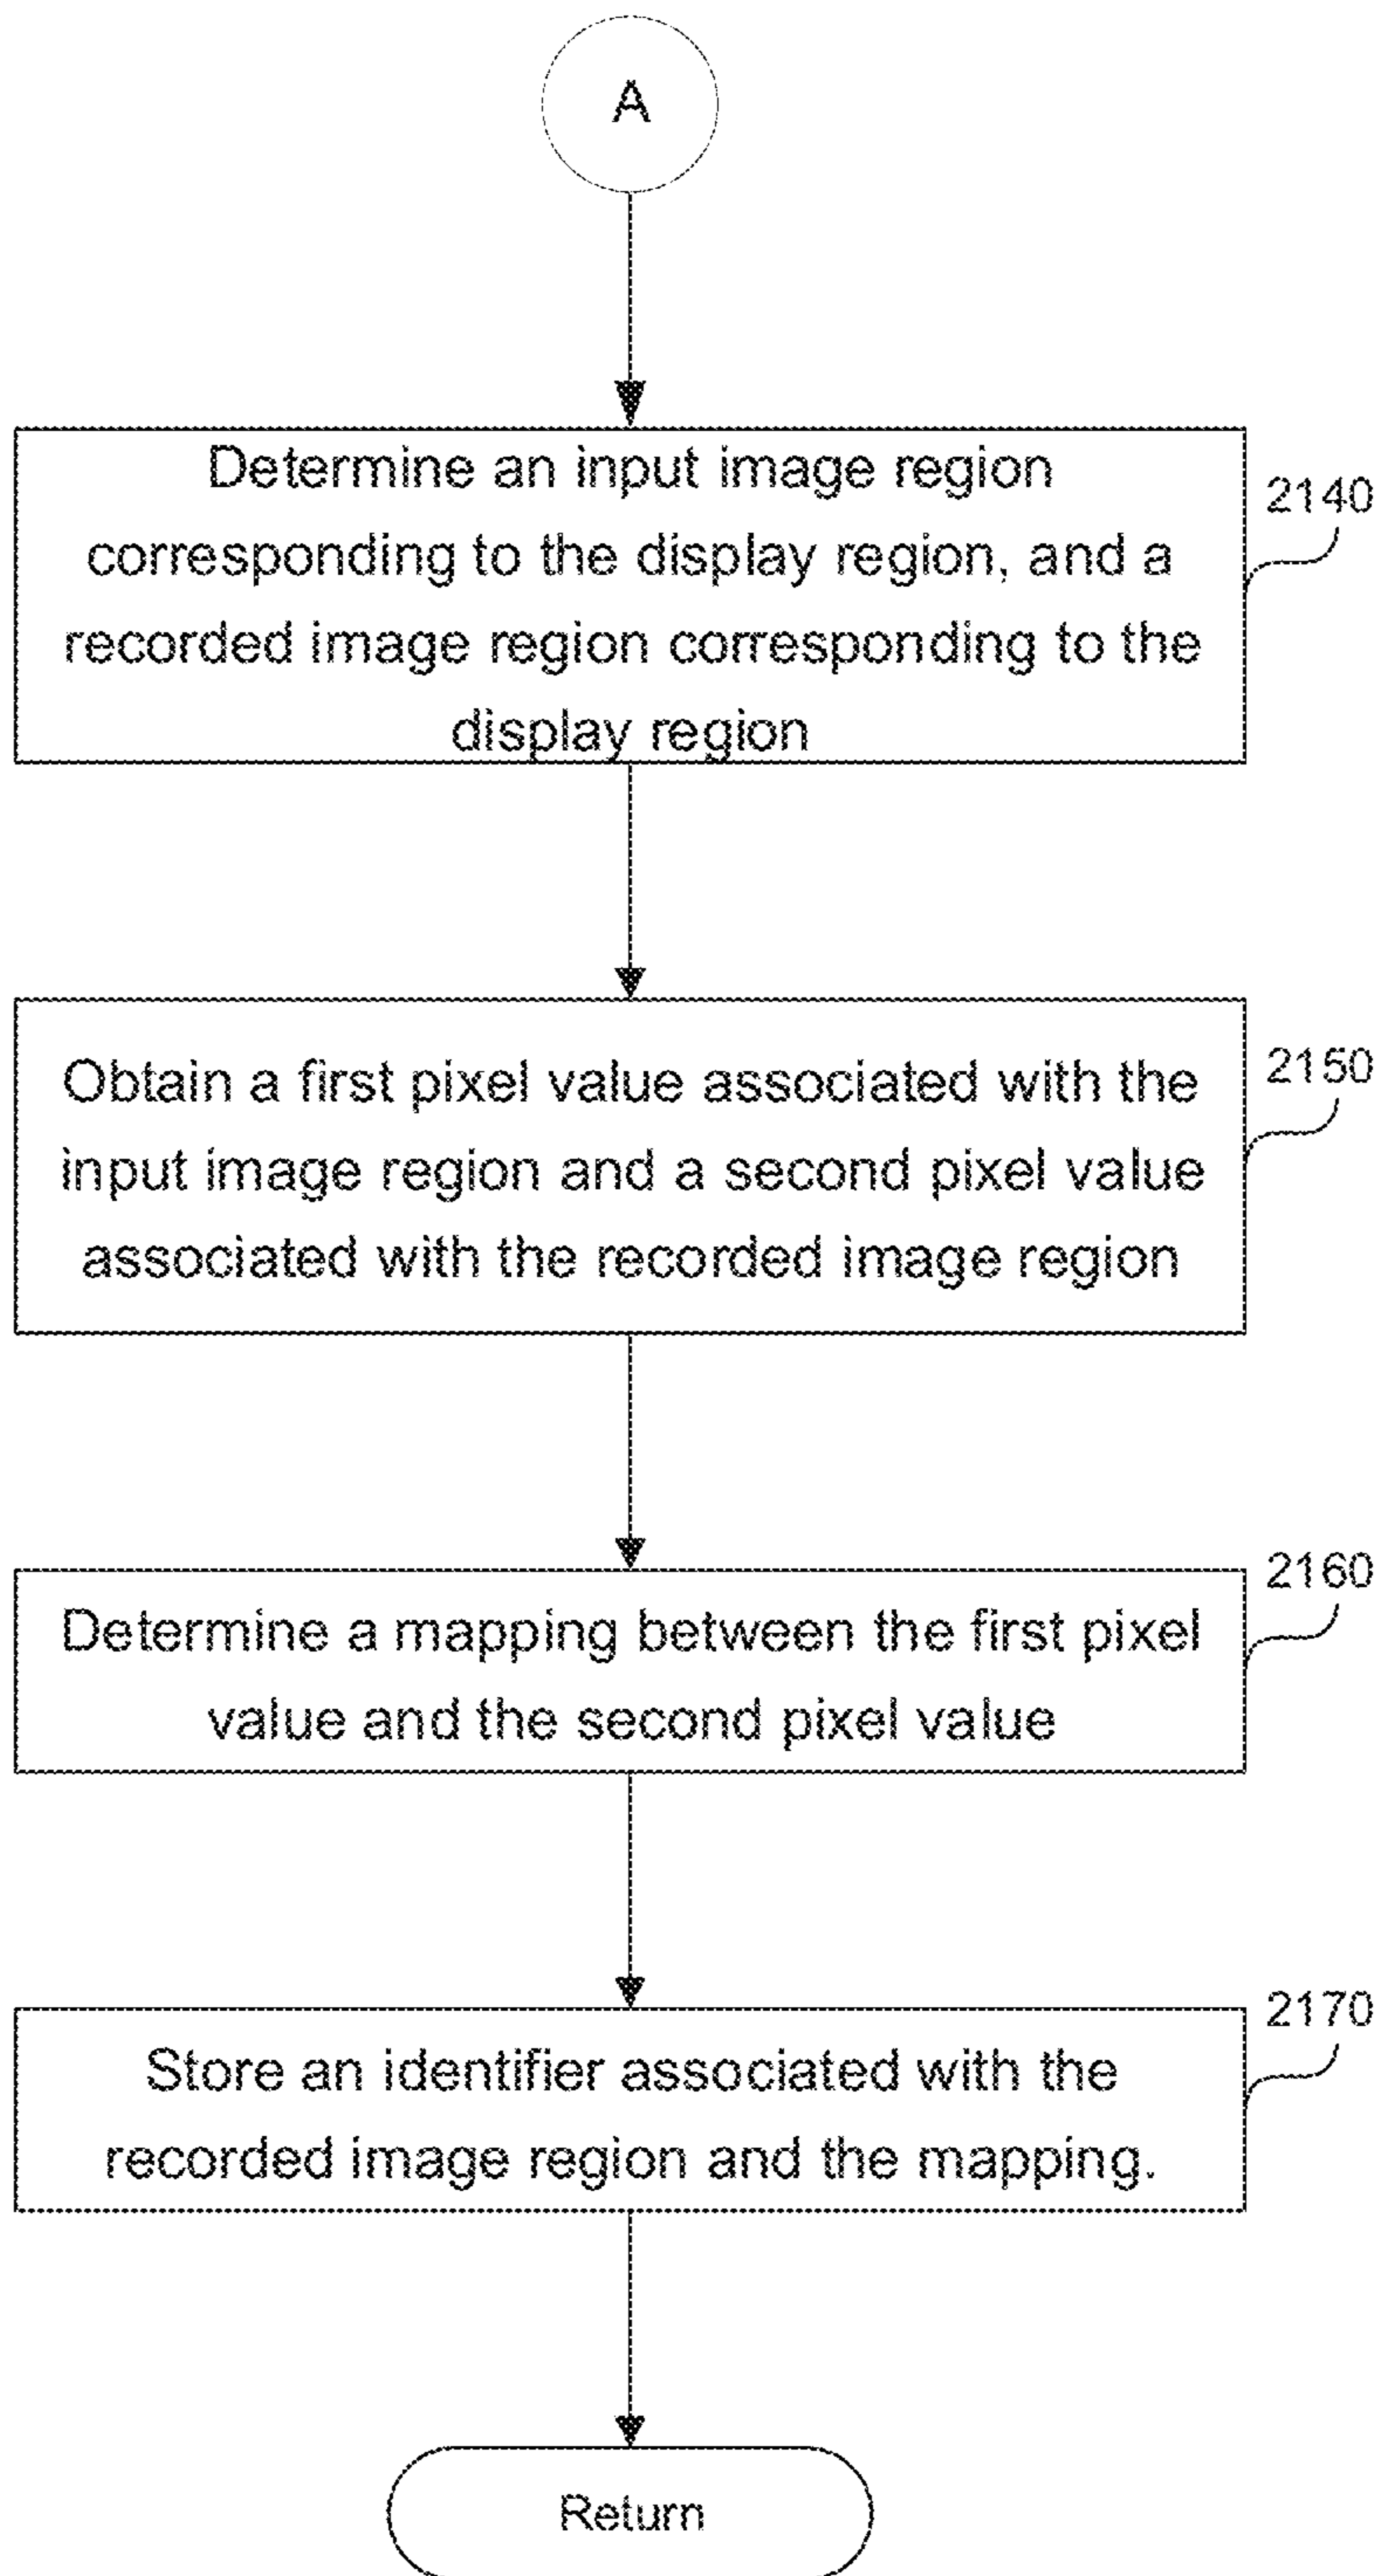 A
Determine an input image region
corresponding to the display region, and a
recorded image region corresponding to the
display region
2140
Obtain a first pixel value associated with the
input image region and a second pixel value
associated with the recorded image region
2150
Determine a mapping between the first pixel
value and the second pixel value
2160
Store an identifier associated with the
recorded image region and the mapping.
2170
Return